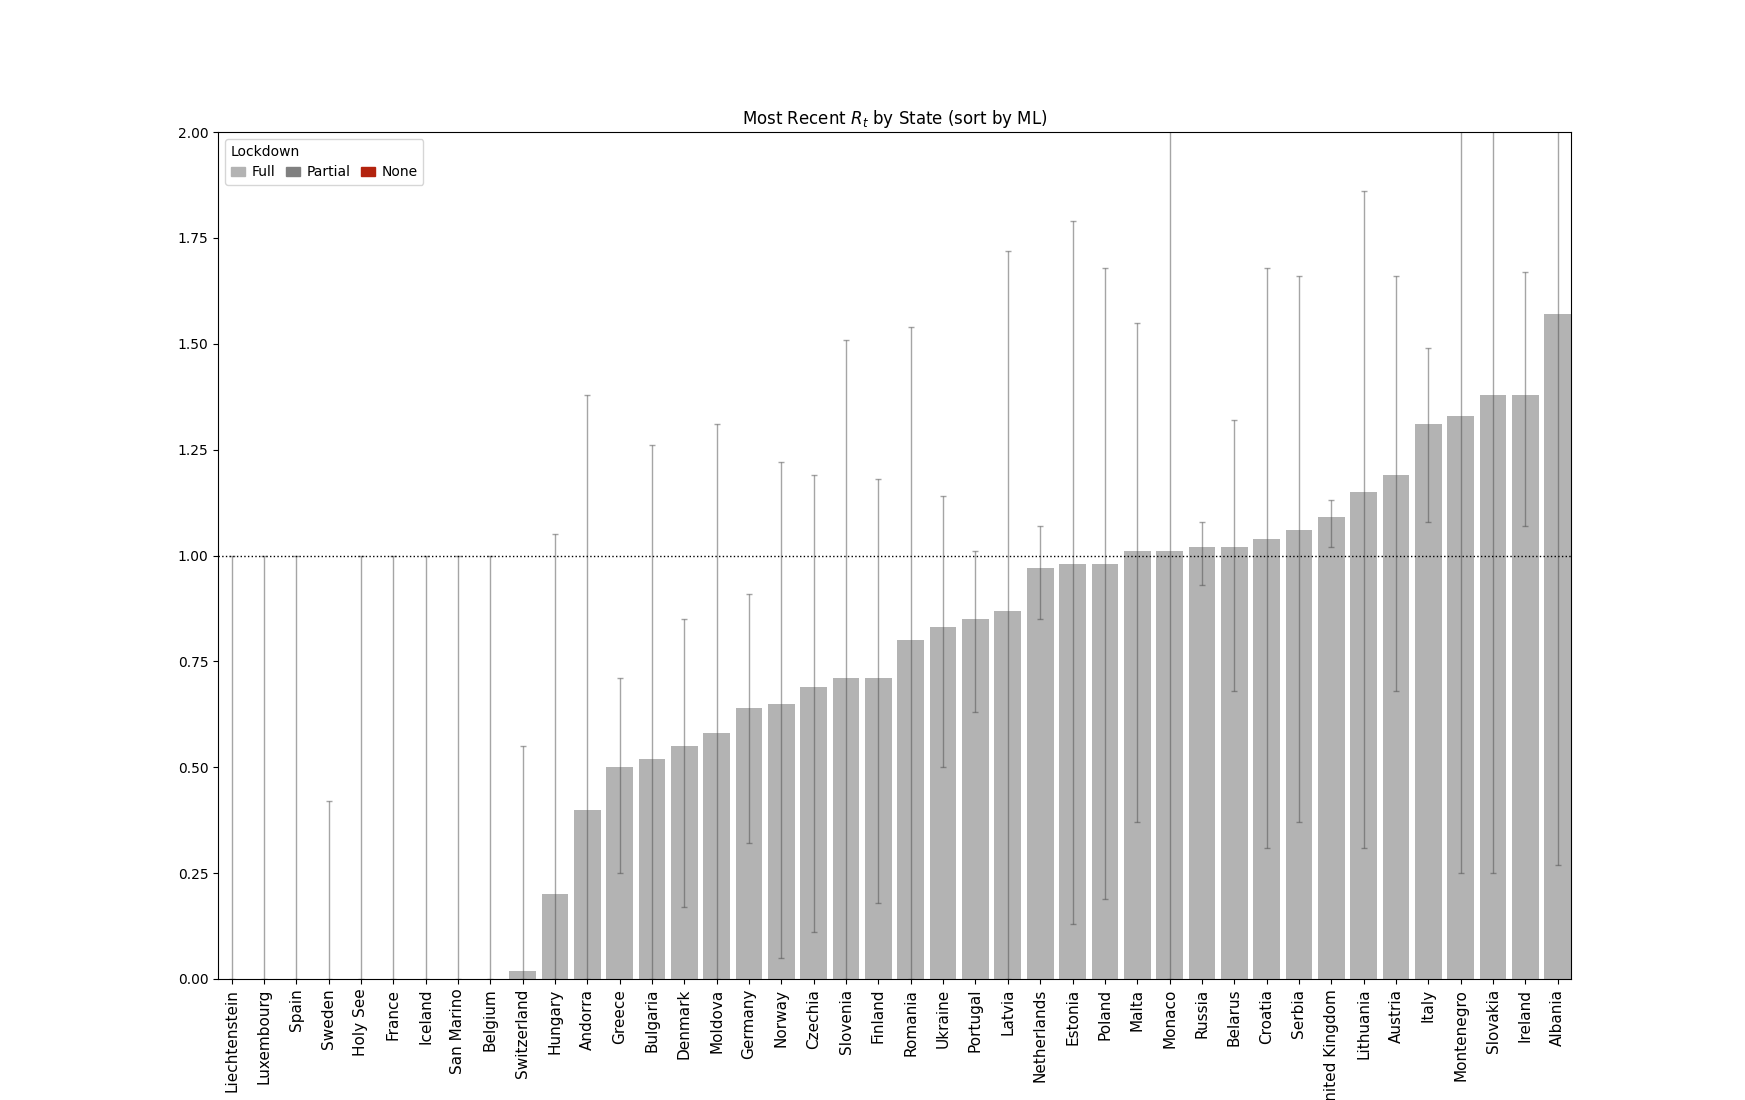 Most Recent R_t by State (sort by ML)
Lockdown
Full Partial None
2.00
1.75
1.50
1.25
1.00
0.75
0.50
0.25
0.00
Liechtenstein
Luxembourg
Spain
Sweden
Holy See
France
Iceland
San Marino
Belgium
Switzerland
Hungary
Andorra
Greece
Bulgaria
Denmark
Moldova
Germany
Norway
Czechia
Slovenia
Finland
Romania
Ukraine
Portugal
Latvia
Netherlands
Estonia
Poland
Malta
Monaco
Russia
Belarus
Croatia
Serbia
nited Kingdom
Lithuania
Austria
Italy
Montenegro
Slovakia
Ireland
Albania